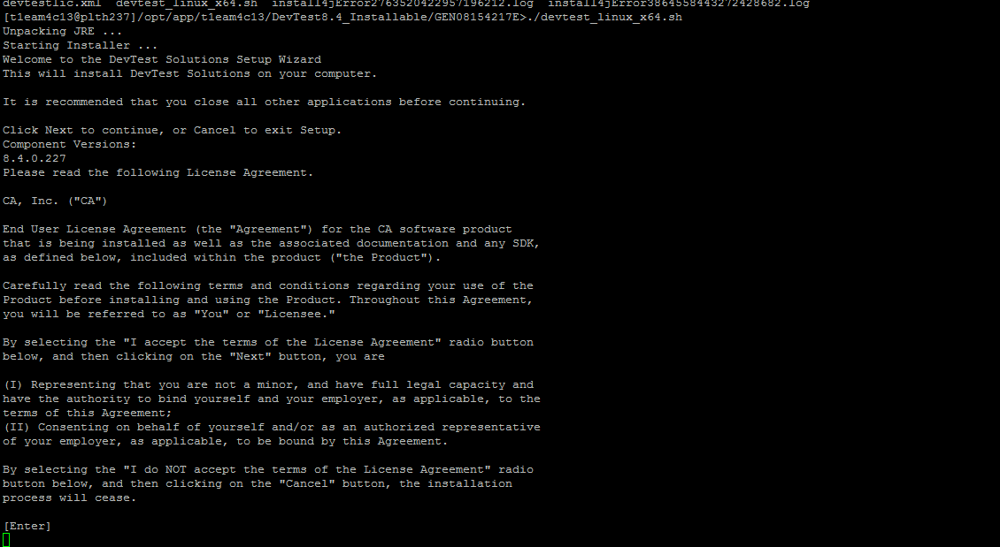 devtestlic.xml  devtest_linux_x64.sh  install4jError2763520422957196212.log  install4jError3864558443272428682.log
[t1eam4c13@plth237]/opt/app/t1eam4c13/DevTest8.4_Installable/GEN08154217E>./devtest_linux_x64.sh
Unpacking JRE ...
Starting Installer ...
Welcome to the DevTest Solutions Setup Wizard
This will install DevTest Solutions on your computer.
It is recommended that you close all other applications before continuing.
Click Next to continue, or Cancel to exit Setup.
Component Versions:
8.4.0.227
Please read the following License Agreement.
CA, Inc. ("CA")
End User License Agreement (the "Agreement") for the CA software product
that is being installed as well as the associated documentation and any SDK,
as defined below, included within the product ("the Product").
Carefully read the following terms and conditions regarding your use of the
Product before installing and using the Product. Throughout this Agreement,
you will be referred to as "You" or "Licensee."
By selecting the "I accept the terms of the License Agreement" radio button
below, and then clicking on the "Next" button, you are
(I) Representing that you are not a minor, and have full legal capacity and
have the authority to bind yourself and your employer, as applicable, to the
terms of this Agreement;
(II) Consenting on behalf of yourself and/or as an authorized representative
of your employer, as applicable, to be bound by this Agreement.
By selecting the "I do NOT accept the terms of the License Agreement" radio
button below, and then clicking on the "Cancel" button, the installation
process will cease.
[Enter]